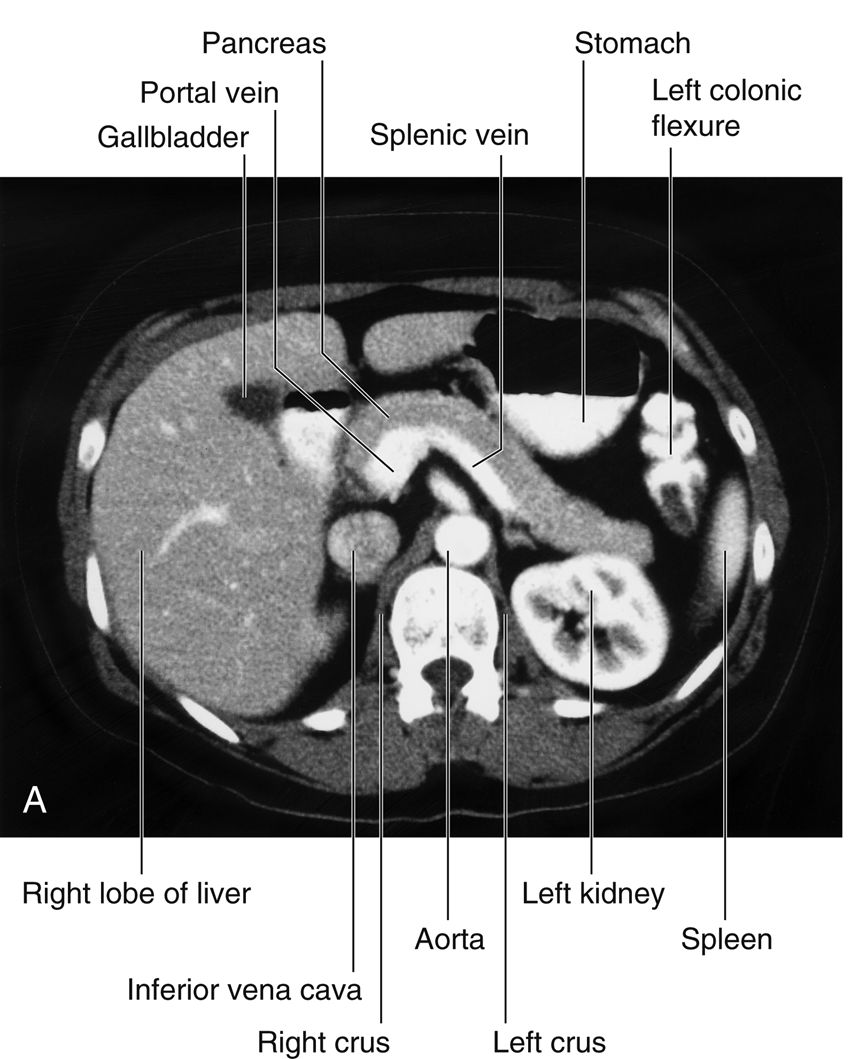 Pancreas
Stomach
Portal vein
Left colonic
flexure
Gallbladder
Splenic vein
A
Right lobe of liver
Left kidney
Aorta
Spleen
Inferior vena cava
Right crus
Left crus